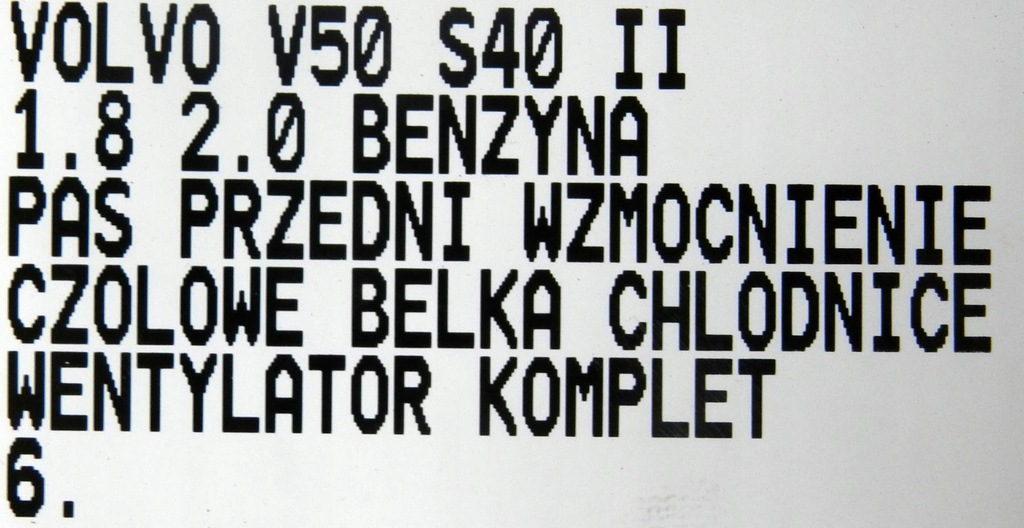 VOLVO V50 S40 II
1.8 2.0 BENZYNA
PAS PRZEDNI WZMOCNIENIE
CZOLOWE BELKA CHLODNICE
WENTYLATOR KOMPLET
6.